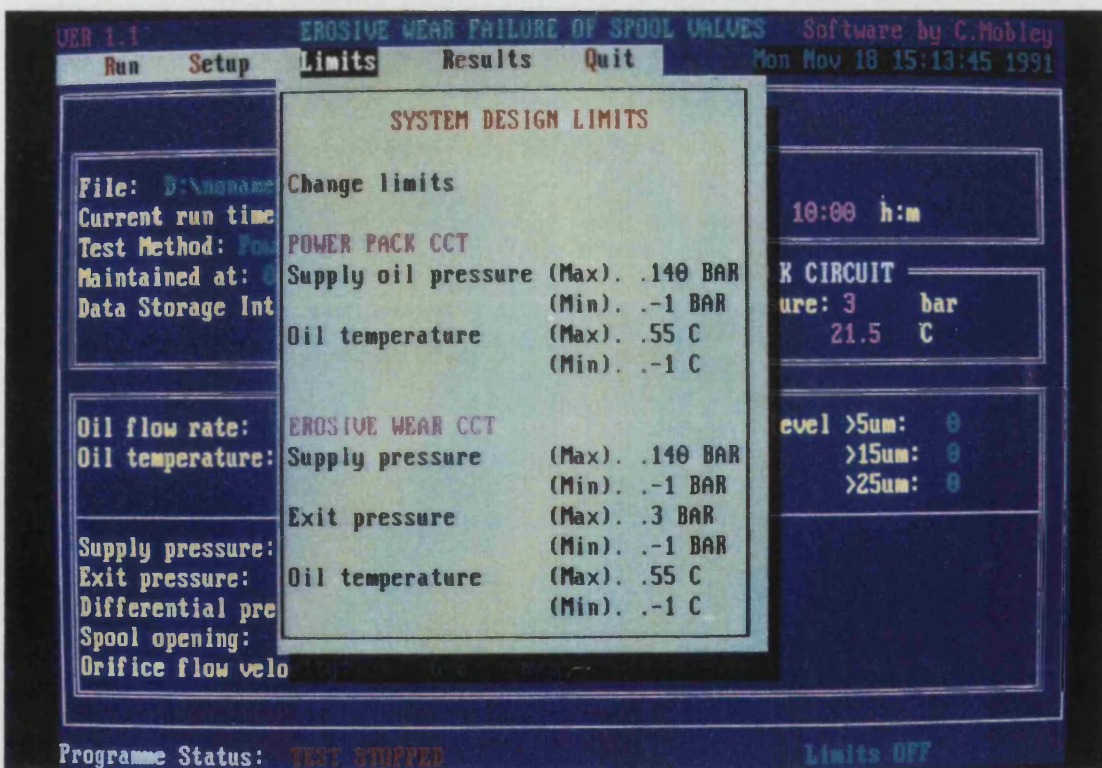 VER 1.1 EROSIVE WEAR FAILURE OF SPOOL VALVES Software by C.Mobley
Run Setup Limits Results Quit Mon Nov 18 15:13:45 1991
SYSTEM DESIGN LIMITS
File: D:\noname Change limits
Current run time 10:00 h:m
Test Method: POWER PACK CCT
Maintained at: Supply oil pressure (Max). .140 BAR K CIRCUIT
Data Storage Int (Min). .-1 BAR ure: 3 bar
Oil temperature (Max). .55 C 21.5 C
(Min). .-1 C
Oil flow rate: EROSIVE WEAR CCT evel >5um: 0
Oil temperature: Supply pressure (Max). .140 BAR >15um: 0
(Min). .-1 BAR >25um: 0
Exit pressure (Max). .3 BAR
Supply pressure: (Min). .-1 BAR
Exit pressure: Oil temperature (Max). .55 C
Differential pre (Min). .-1 C
Spool opening:
Orifice flow velo
Programme Status: TEST STOPPED Limits OFF